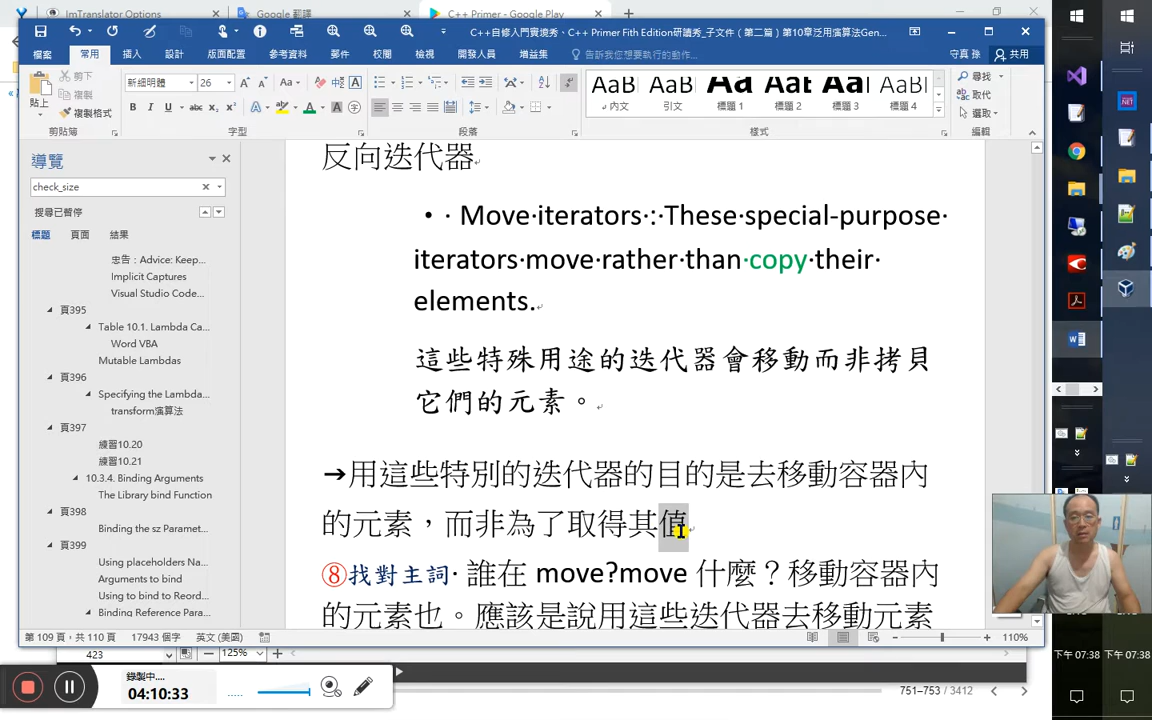 ImTranslator Options
Google 翻譯
C++ Primer - Google Play
C++自修入門實境秀、C++ Primer Fith Edition研讀秀_子文件（第二篇）第10章泛用演算法Gen...
檔案
常用
插入
設計
版面配置
參考資料
郵件
校閱
檢視
開發人員
增益集
告訴我您想要執行的動作...
守真 孫
共用
貼上
剪下
複製
複製格式
新細明體
26
剪貼簿
字型
段落
AaB AaB AaB AaB AaB AaB
內文 引文 標題 1 標題 2 標題 3 標題 4
樣式
尋找
取代
選取
編輯
導覽
check_size
搜尋已暫停
標題 頁面 結果
忠告：Advice: Keep...
Implicit Captures
Visual Studio Code...
頁395
Table 10.1. Lambda Ca...
Word VBA
Mutable Lambdas
頁396
Specifying the Lambda...
transform演算法
頁397
練習10.20
練習10.21
10.3.4. Binding Arguments
The Library bind Function
頁398
Binding the sz Paramet...
頁399
Using placeholders Na...
Arguments to bind
Using to bind to Reord...
Binding Reference Para...
反向迭代器
• Move iterators : These special-purpose
iterators move rather than copy their
elements.
這些特殊用途的迭代器會移動而非拷貝
它們的元素。
→用這些特別的迭代器的目的是去移動容器內
的元素，而非為了取得其值
⑧找對主詞 誰在 move?move 什麼？移動容器內
的元素也。應該是說用這些迭代器去移動元素
第 109 頁，共 110 頁 17943 個字 英文 (美國)
110%
423
125%
錄製中...
04:10:33
751–753 / 3412
下午 07:38
下午 07:38